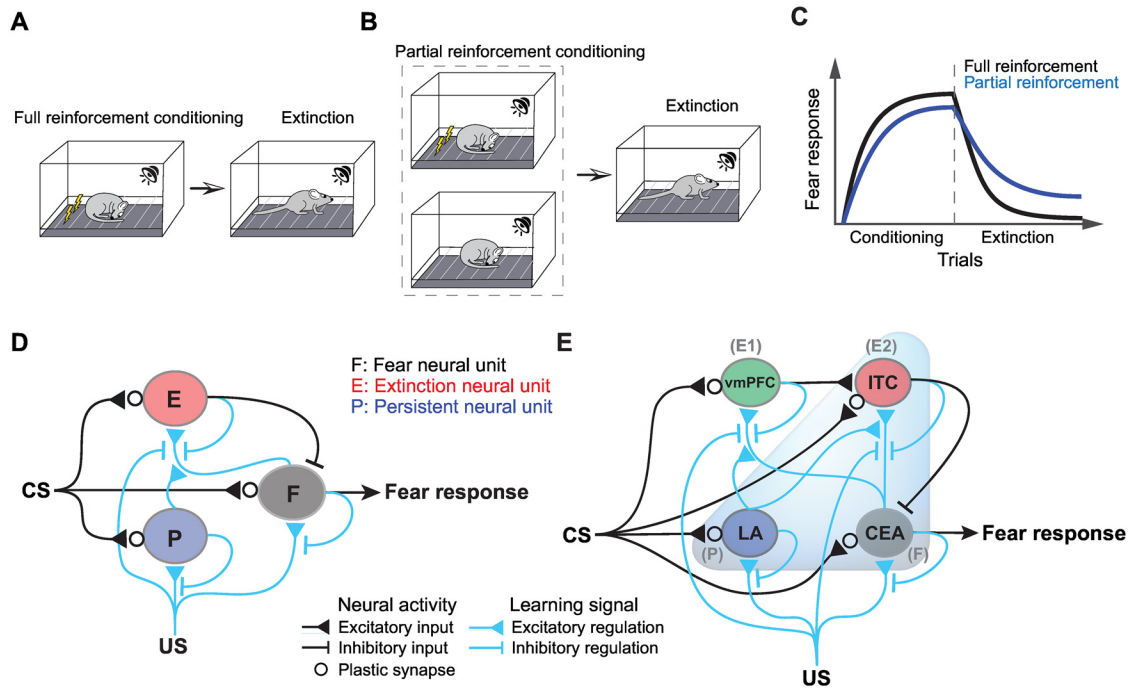 A
Full reinforcement conditioning
Extinction
B
Partial reinforcement conditioning
Extinction
C
Full reinforcement
Partial reinforcement
Fear response
Conditioning
Extinction
Trials
D
F: Fear neural unit
E: Extinction neural unit
P: Persistent neural unit
E
CS
F
Fear response
P
US
Neural activity
Excitatory input
Inhibitory input
Plastic synapse
Learning signal
Excitatory regulation
Inhibitory regulation
E
(E1)
(E2)
vmPFC
ITC
CS
LA
(P)
CEA
(F)
Fear response
US